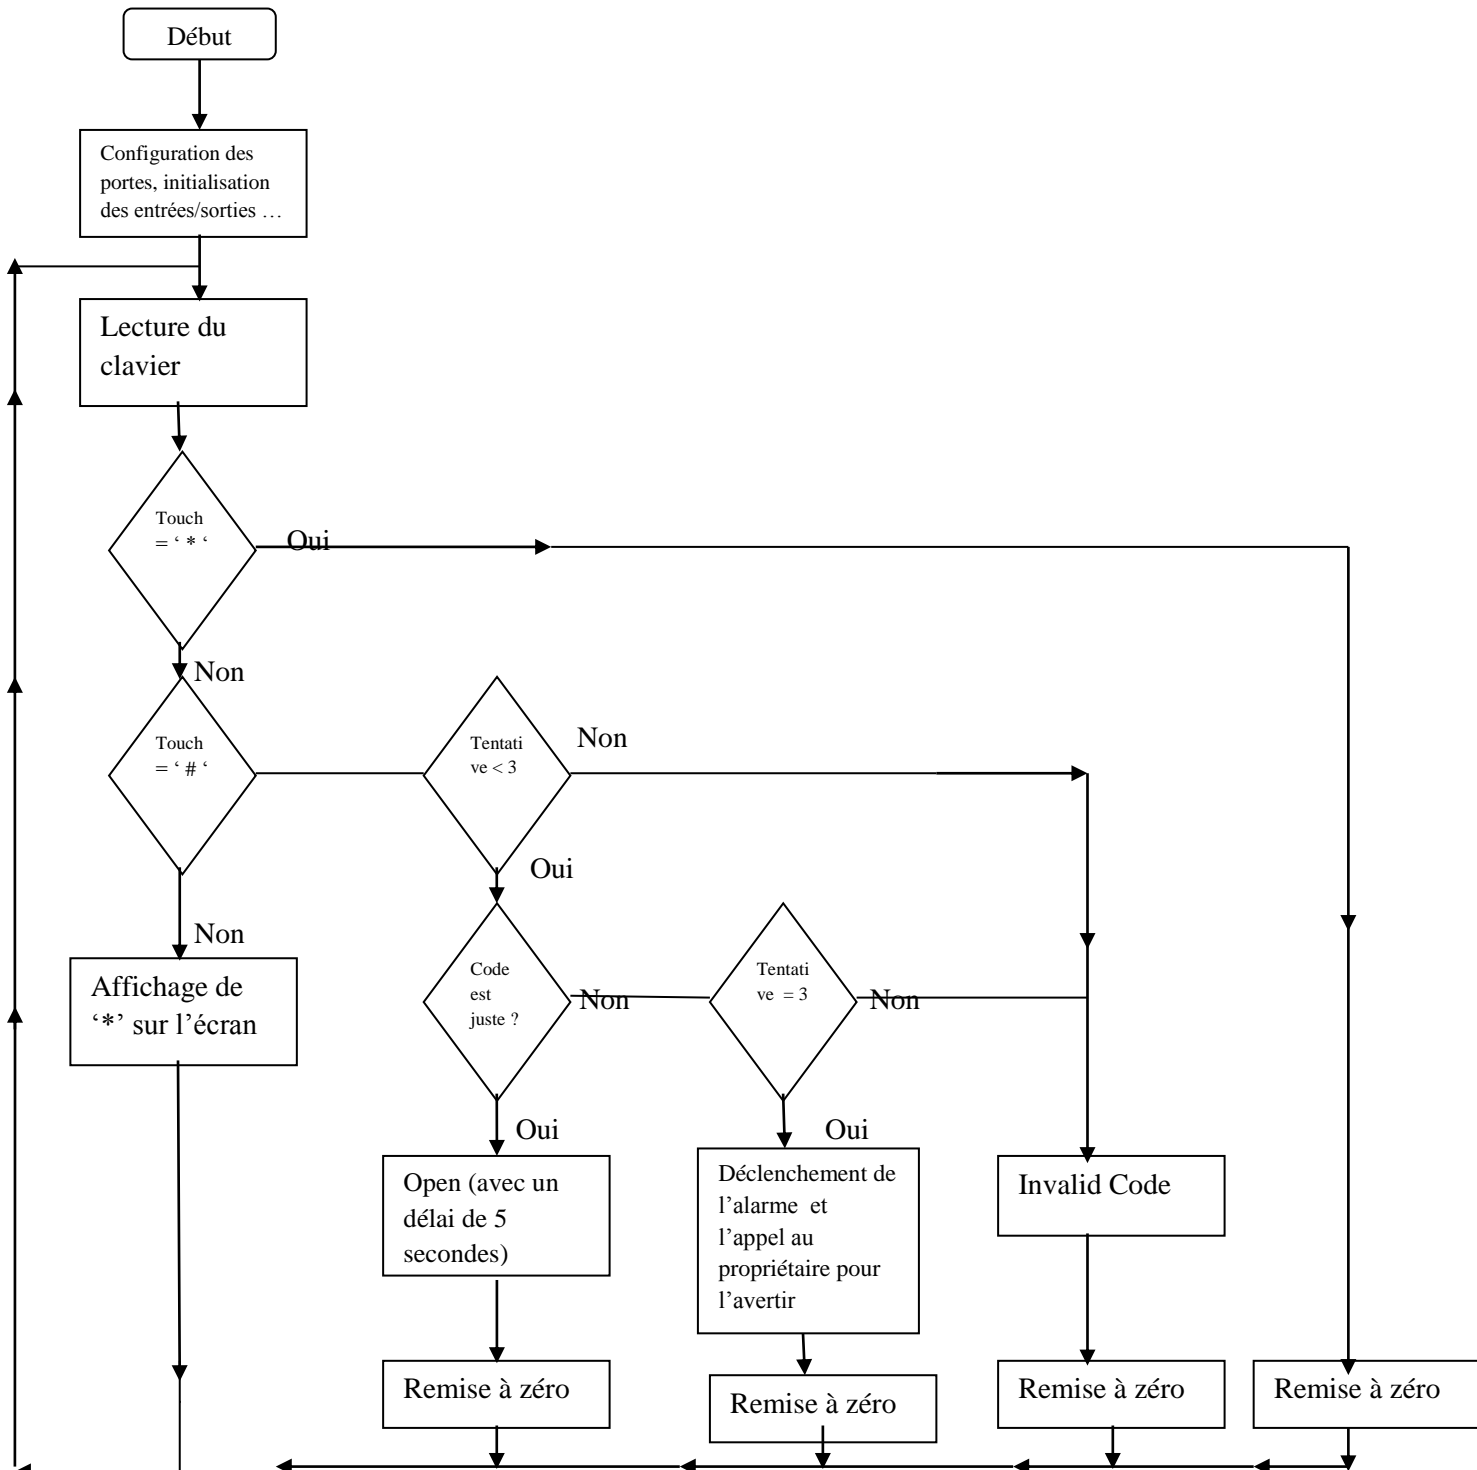 Début
Configuration des
portes, initialisation
des entrées/sorties …
Lecture du
clavier
Touch
= ‘ * ‘
Oui
Non
Touch
= ‘ # ‘
Tentati
ve < 3
Non
Oui
Non
Affichage de
‘*’ sur l’écran
Code
est
juste ?
Non
Tentati
ve = 3
Non
Oui
Oui
Open (avec un
délai de 5
secondes)
Déclenchement de
l’alarme et
l’appel au
propriétaire pour
l’avertir
Invalid Code
Remise à zéro
Remise à zéro
Remise à zéro
Remise à zéro